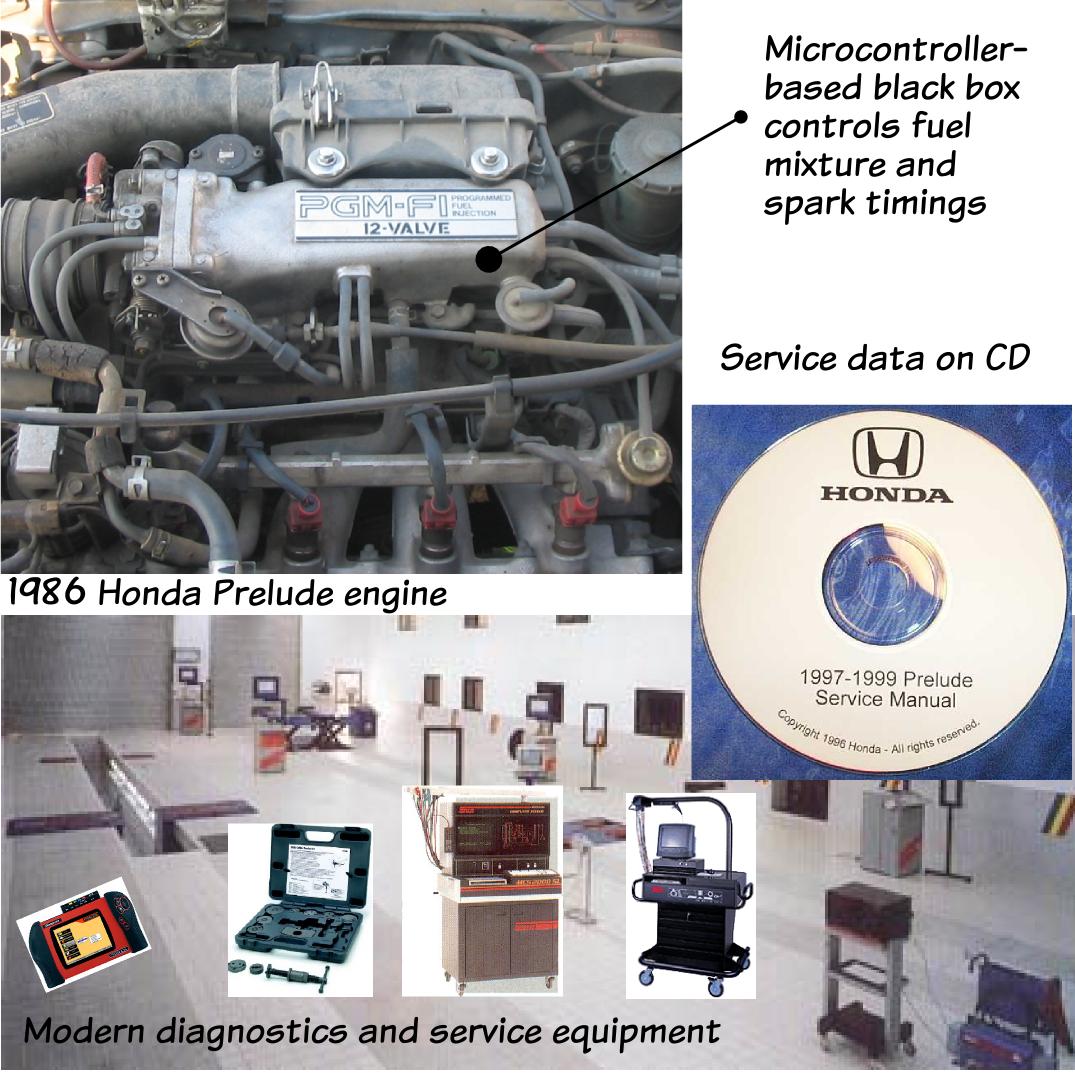 Microcontroller-
based black box
controls fuel
mixture and
spark timings
PGM-FI PROGRAMMED
FUEL
INJECTION
12-VALVE
Service data on CD
HONDA
1997-1999 Prelude
Service Manual
Copyright 1996 Honda - All rights reserved.
1986 Honda Prelude engine
Modern diagnostics and service equipment